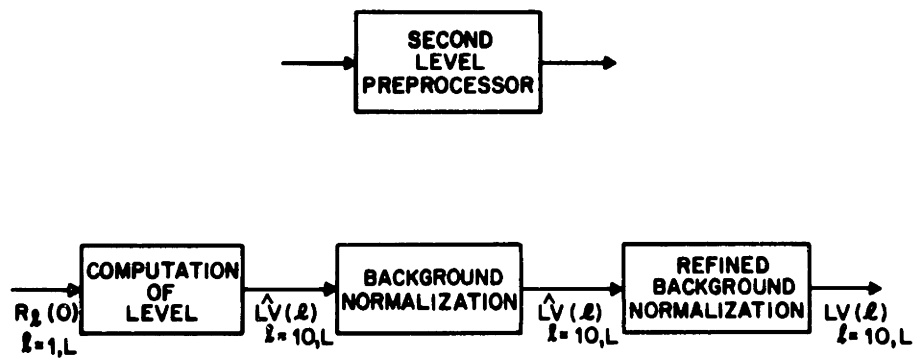 SECOND
LEVEL
PREPROCESSOR
COMPUTATION
OF
LEVEL
BACKGROUND
NORMALIZATION
REFINED
BACKGROUND
NORMALIZATION
Rℓ(0)
ℓ=1,L
L̂V(ℓ)
ℓ=10,L
L̂V(ℓ)
ℓ=10,L
LV(ℓ)
ℓ=10,L